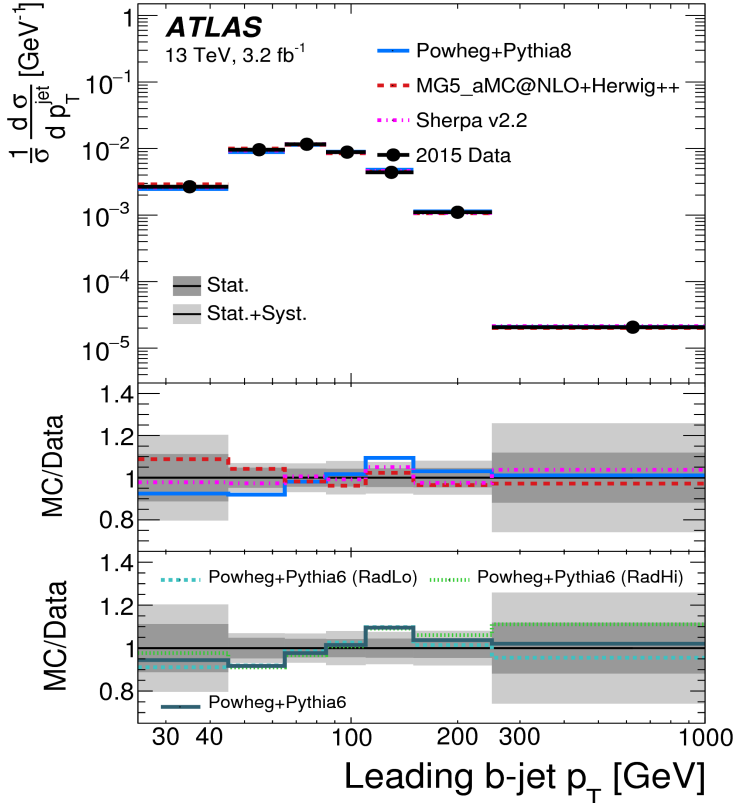 ATLAS
13 TeV, 3.2 fb⁻¹
1/σ d σ/d p_T^jet [GeV⁻¹]
1
10⁻¹
10⁻²
10⁻³
10⁻⁴
10⁻⁵
Powheg+Pythia8
MG5_aMC@NLO+Herwig++
Sherpa v2.2
2015 Data
Stat.
Stat.+Syst.
MC/Data
1.4
1.2
1
0.8
MC/Data
1.4
1.2
1
0.8
Powheg+Pythia6 (RadLo)
Powheg+Pythia6 (RadHi)
Powheg+Pythia6
30 40 100 200 300 1000
Leading b-jet p_T [GeV]